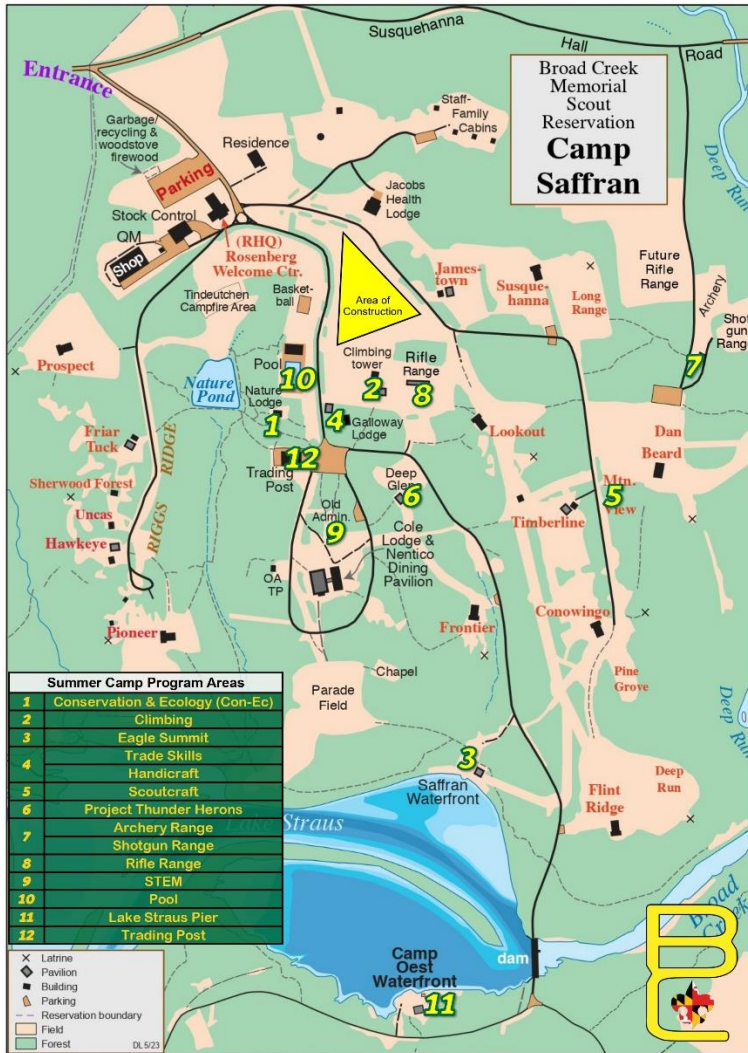 Susquehanna
Hall
Road
Entrance
Broad Creek
Memorial
Scout
Reservation
Camp
Saffran
Deep Run
Garbage/
recycling &
woodstove
firewood
Residence
Staff-
Family
Cabins
Parking
Stock Control
QM
Shop
(RHQ)
Rosenberg
Welcome Ctr.
Jacobs
Health
Lodge
Tindeutchen
Campfire Area
Basket-
ball
Area of
Construction
James-
town
Susque-
hanna
Long
Range
Future
Rifle
Range
Archery
Shot
gun
Range
7
Prospect
Nature
Pond
Pool
10
Nature
Lodge
1
Climbing
tower
2
Rifle
Range
8
4
Galloway
Lodge
Lookout
Dan
Beard
Friar
Tuck
Sherwood Forest
Uncas
Hawkeye
RIGGS
RIDGE
Trading
Post
12
Deep
Glen
6
Old
Admin.
9
Cole
Lodge &
Nentico
Dining
Pavilion
OA
TP
Timberline
Mtn.
View
5
Pioneer
Frontier
Conowingo
Pine
Grove
Chapel
Parade
Field
Deep Run
Summer Camp Program Areas
1 Conservation & Ecology (Con-Ec)
2 Climbing
3 Eagle Summit
4 Trade Skills
Handicraft
5 Scoutcraft
6 Project Thunder Herons
7 Archery Range
Shotgun Range
8 Rifle Range
9 STEM
10 Pool
11 Lake Straus Pier
12 Trading Post
3
Saffran
Waterfront
Flint
Ridge
Deep
Run
Lake Straus
Broad
Creek
dam
Camp
Oest
Waterfront
11
BC
Latrine
Pavilion
Building
Parking
Reservation boundary
Field
Forest
DL 5/23